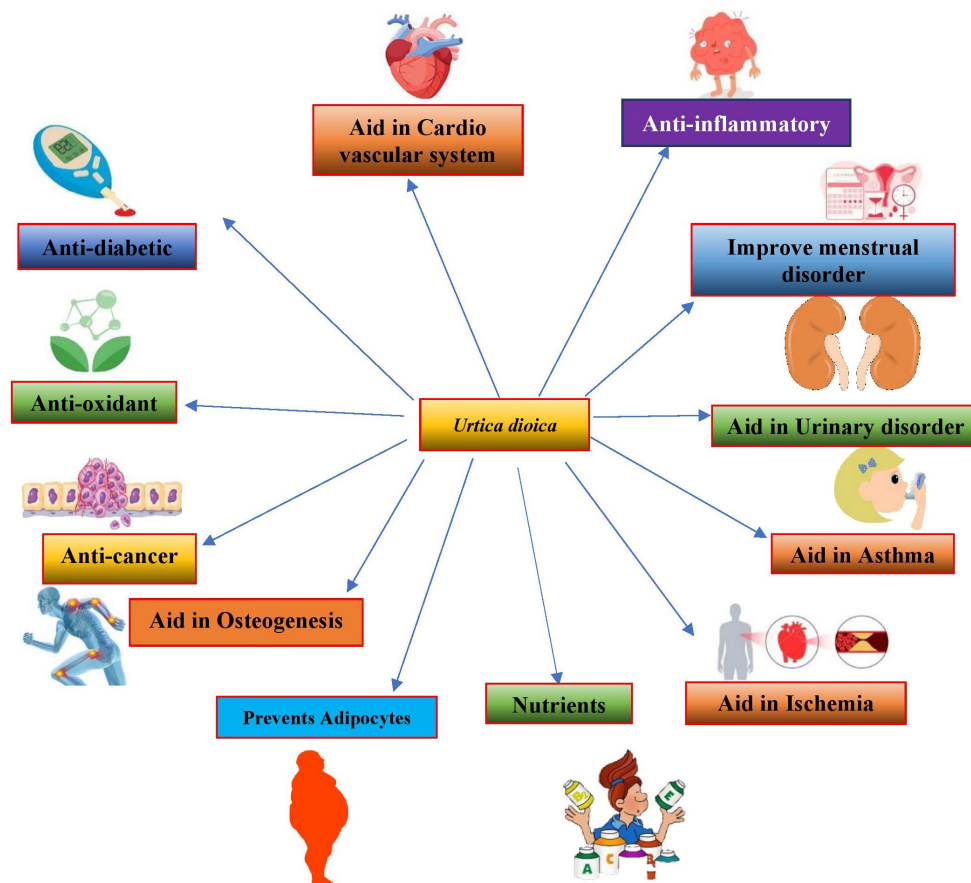 Aid in Cardio
vascular system
Anti-inflammatory
Anti-diabetic
Improve menstrual
disorder
Anti-oxidant
Urtica dioica
Aid in Urinary disorder
Anti-cancer
Aid in Asthma
Aid in Osteogenesis
Aid in Ischemia
Prevents Adipocytes
Nutrients
E
A
C